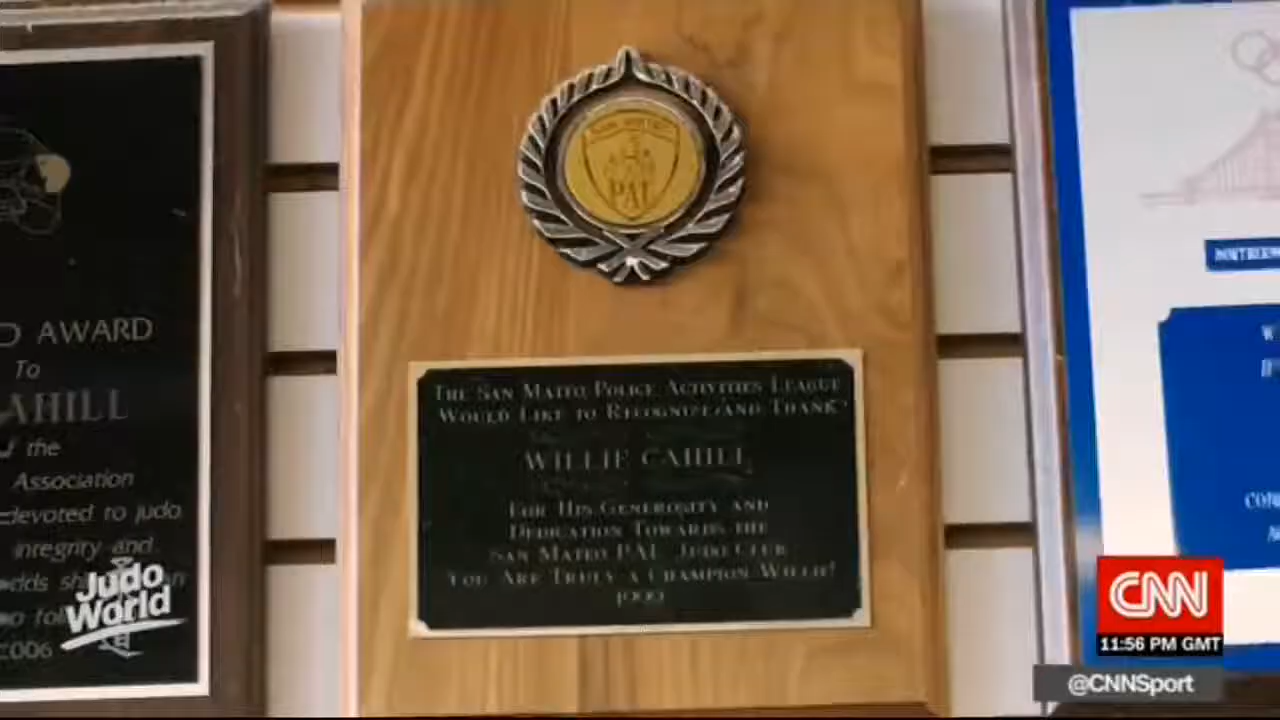 D AWARD
To
AHILL
the
Association
devoted to judo
integrity and
2006
Judo
World
PAL
THE SAN MATEO POLICE ACTIVITIES LEAGUE
WOULD LIKE TO RECOGNIZE AND THANK
WILLIE CAHILL
FOR HIS GENEROSITY AND
DEDICATION TOWARDS THE
SAN MATEO PAL JUDO CLUB
YOU ARE TRULY A CHAMPION WILLIE!
CNN
11:56 PM GMT
@CNNSport